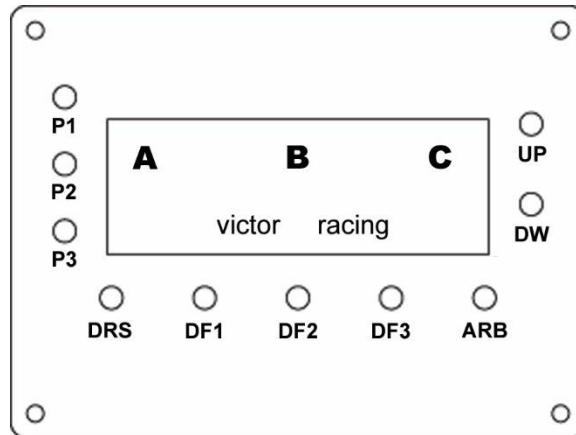 P1
A B C
UP
P2
victor racing
DW
P3
DRS DF1 DF2 DF3 ARB